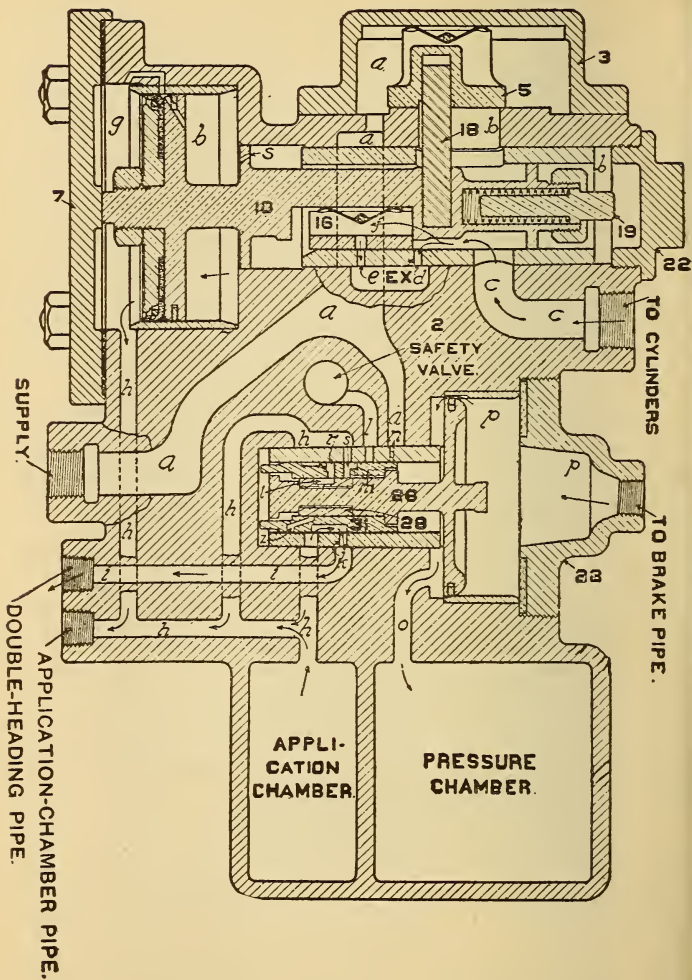 3
5
a
b
18
b
g
b
a
s
7
10
16
f
19
22
e EX d
c
c
TO CYLINDERS
a
2
SAFETY
VALVE.
p
p
TO BRAKE PIPE.
23
SUPPLY.
a
h
h
h
l
r
s
l
a
n
m
26
31
28
k
l
l
h
h
o
DOUBLE-HEADING PIPE.
APPLICATION-CHAMBER PIPE.
APPLI-
CATION
CHAMBER.
PRESSURE
CHAMBER.